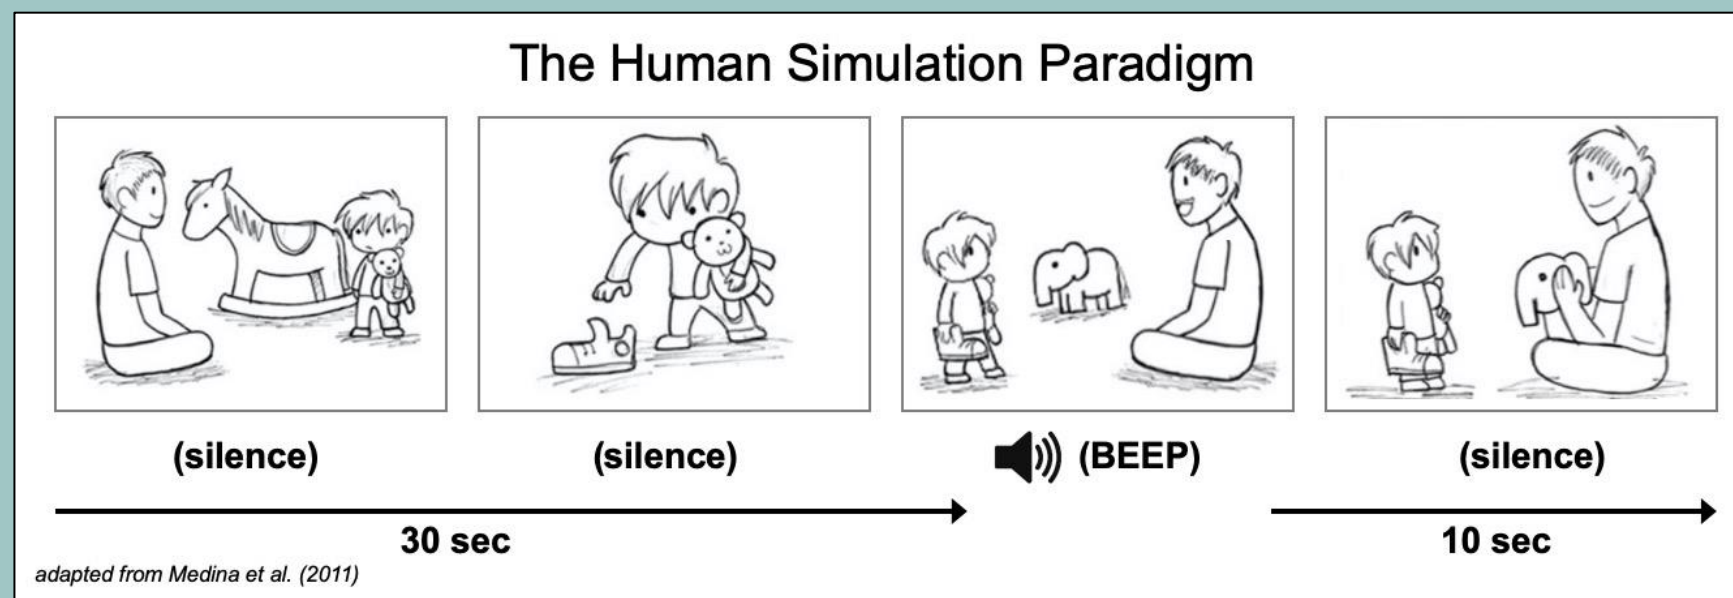 The Human Simulation Paradigm
(silence)
(silence)
(BEEP)
(silence)
30 sec
10 sec
adapted from Medina et al. (2011)